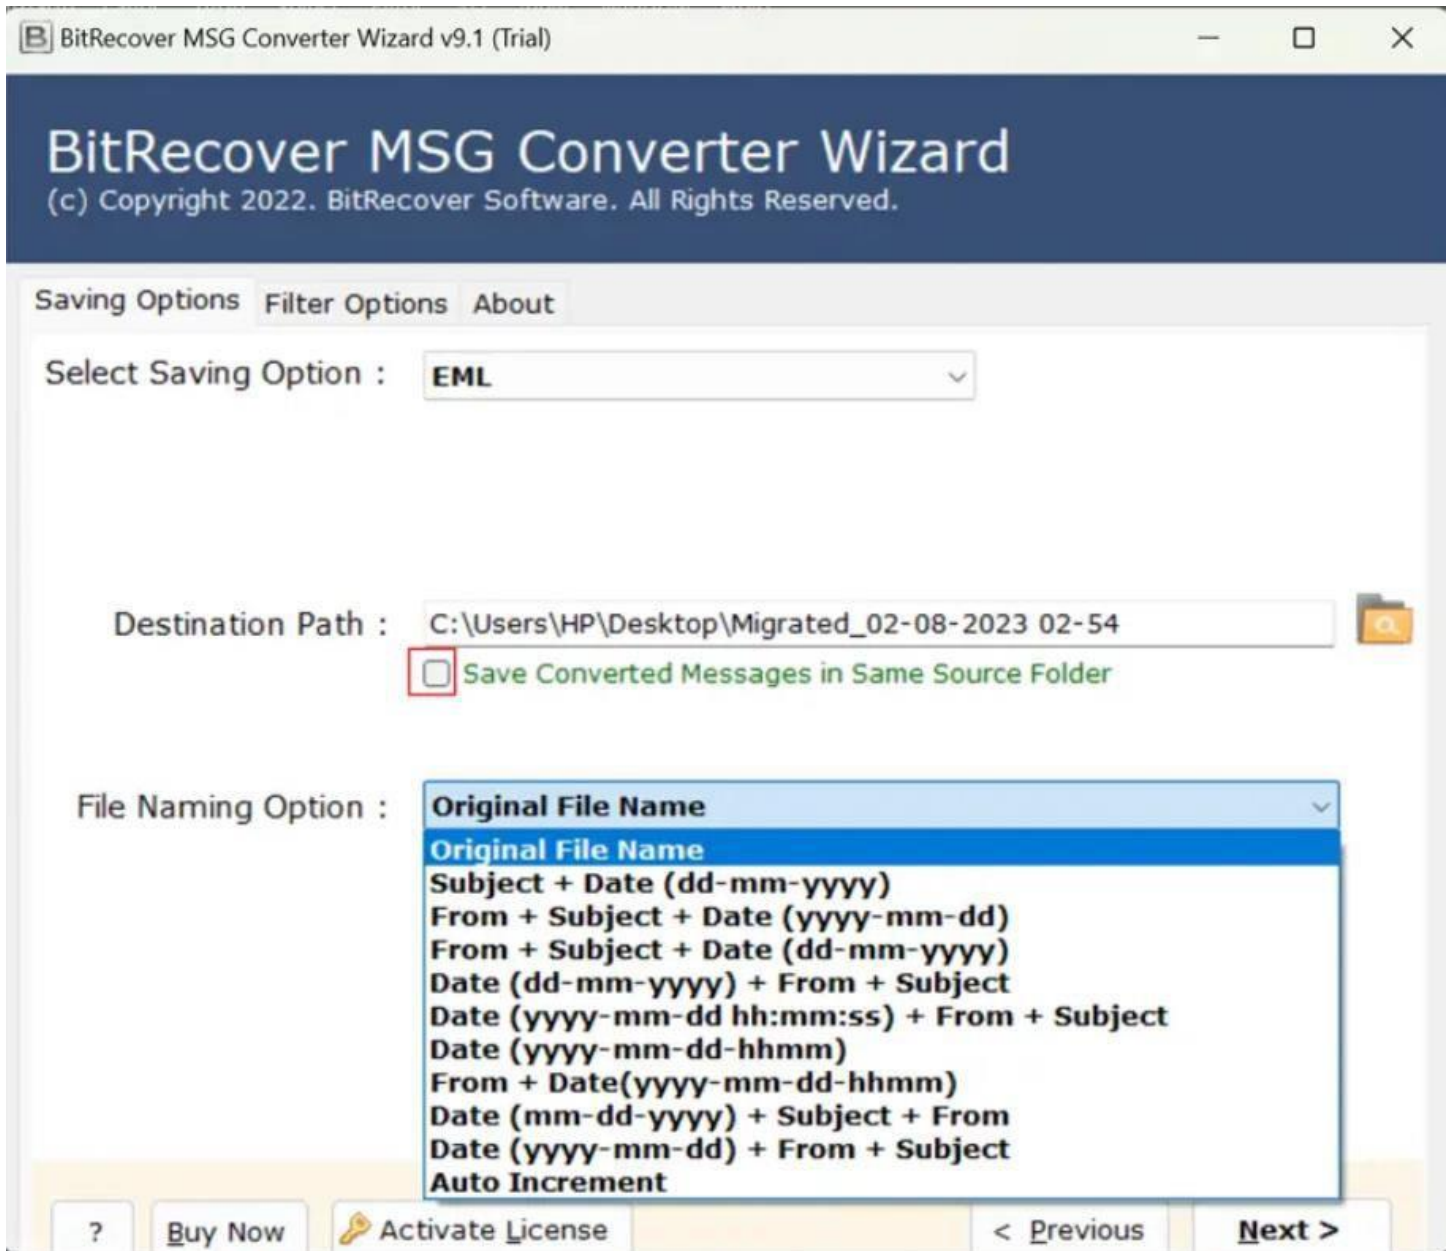 BitRecover MSG Converter Wizard v9.1 (Trial)
BitRecover MSG Converter Wizard
(c) Copyright 2022. BitRecover Software. All Rights Reserved.
Saving Options Filter Options About
Select Saving Option : EML
Destination Path : C:\Users\HP\Desktop\Migrated_02-08-2023 02-54
Save Converted Messages in Same Source Folder
File Naming Option : Original File Name
Original File Name
Subject + Date (dd-mm-yyyy)
From + Subject + Date (yyyy-mm-dd)
From + Subject + Date (dd-mm-yyyy)
Date (dd-mm-yyyy) + From + Subject
Date (yyyy-mm-dd hh:mm:ss) + From + Subject
Date (yyyy-mm-dd-hhmm)
From + Date(yyyy-mm-dd-hhmm)
Date (mm-dd-yyyy) + Subject + From
Date (yyyy-mm-dd) + From + Subject
Auto Increment
? Buy Now Activate License < Previous Next >